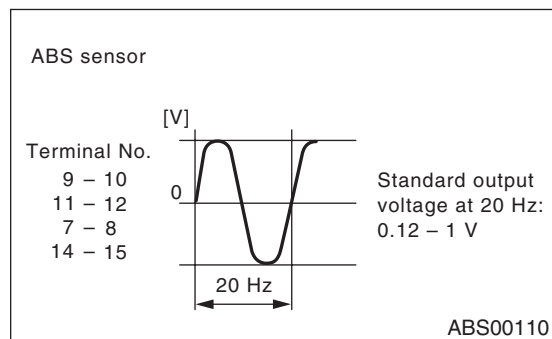 ABS sensor
[V]
Terminal No.
9 – 10
11 – 12
7 – 8
14 – 15
0
20 Hz
Standard output
voltage at 20 Hz:
0.12 – 1 V
ABS00110